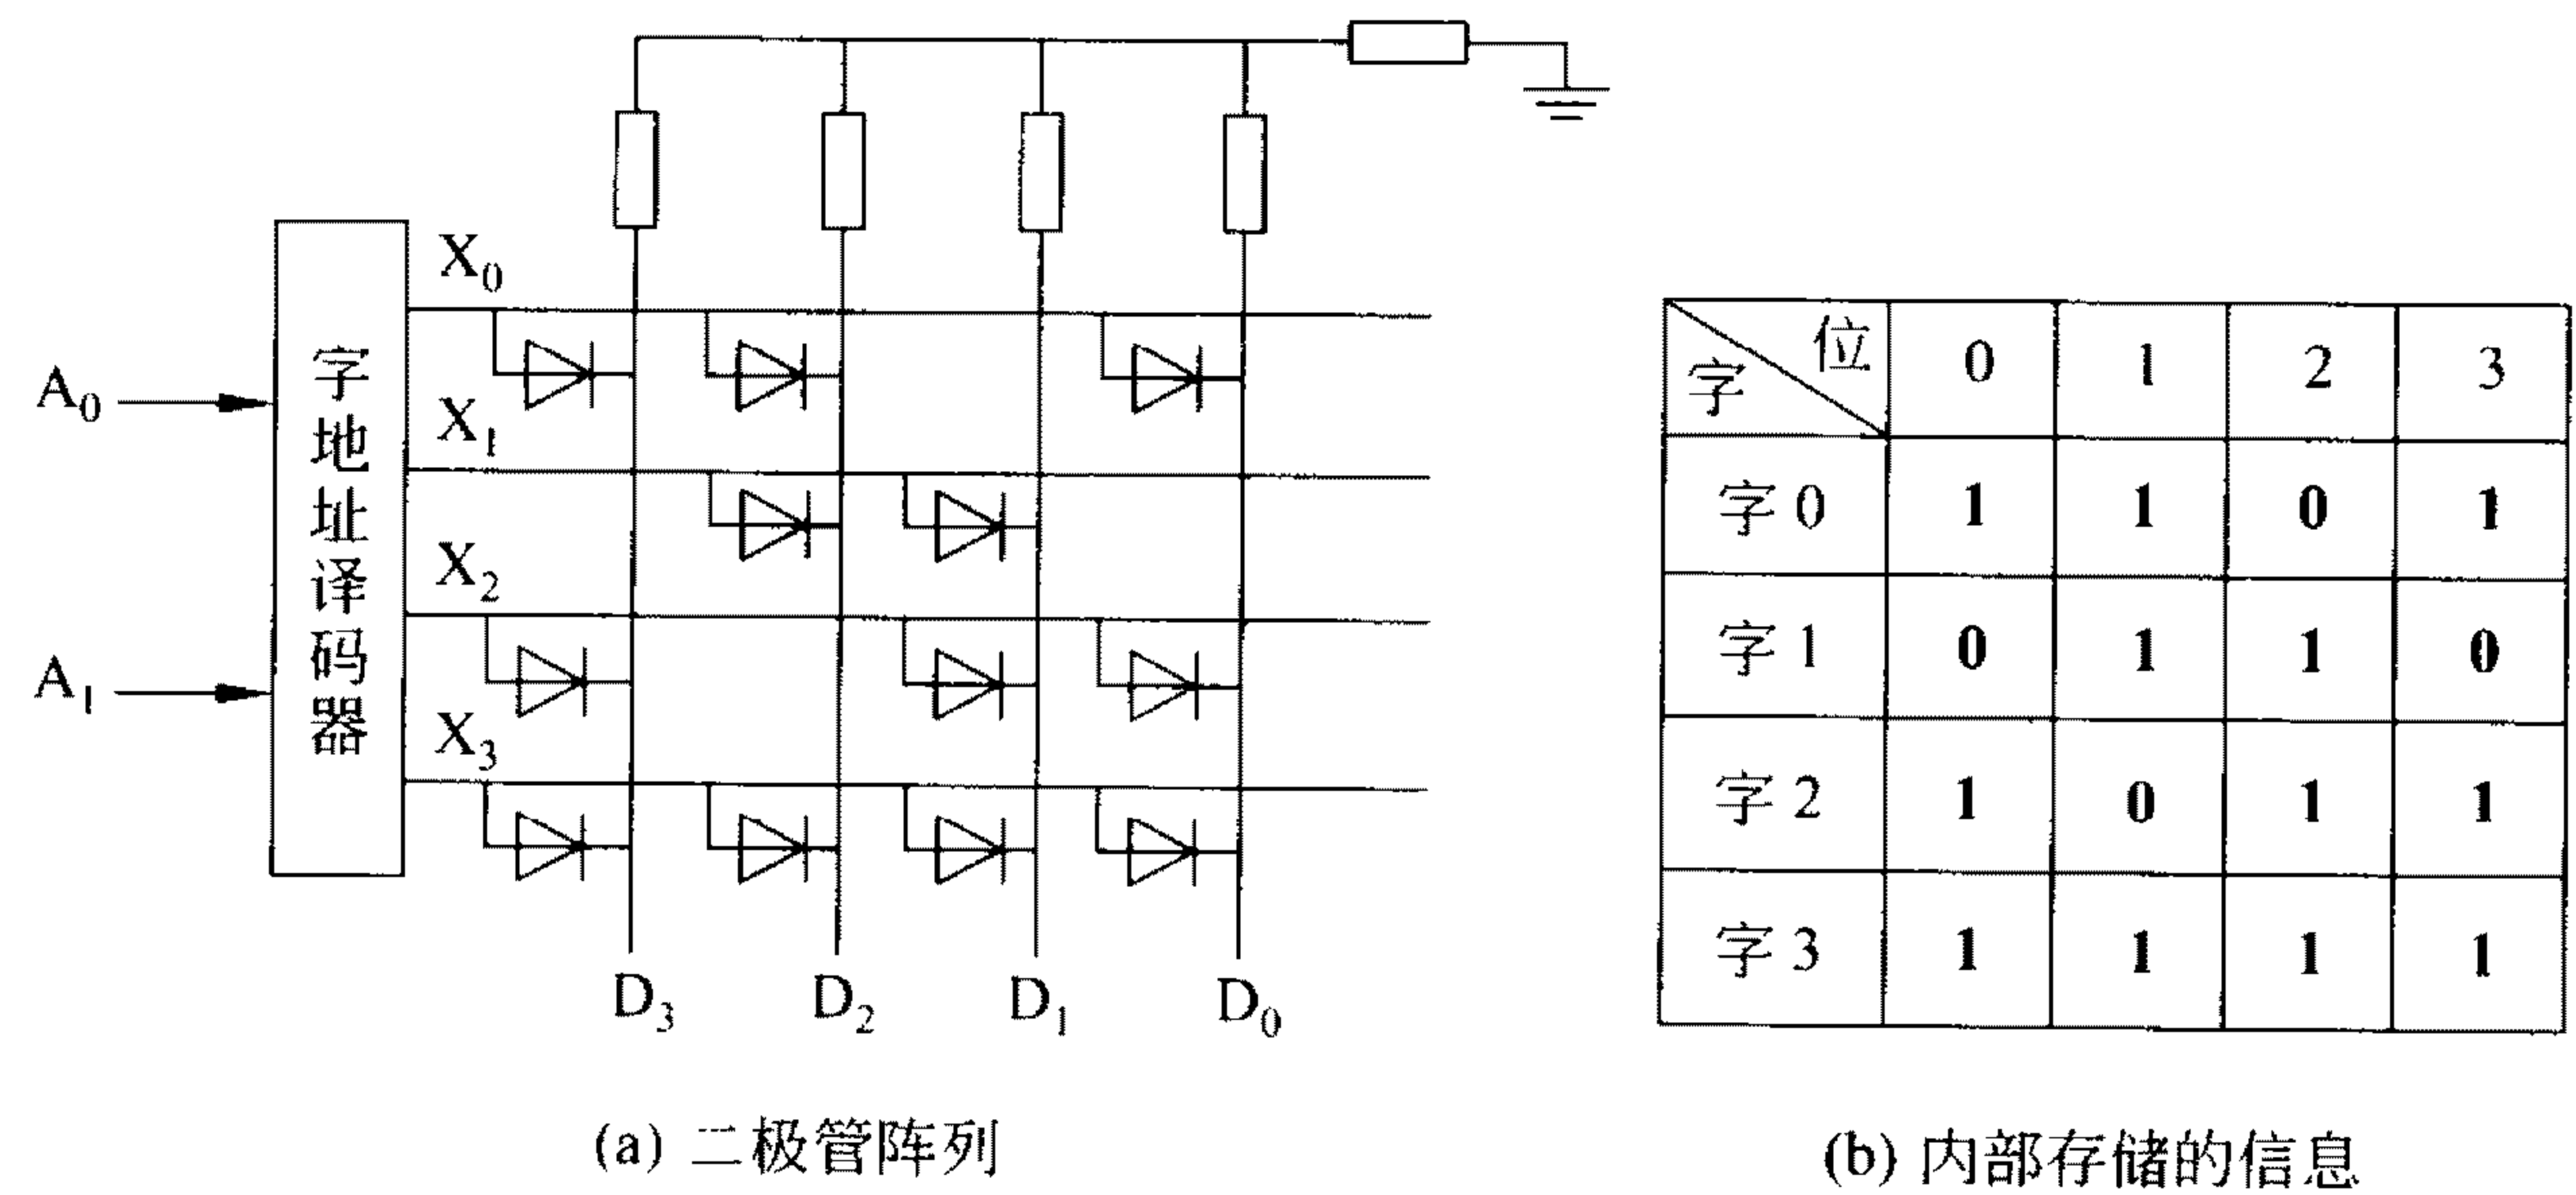 X₀
X₁
X₂
X₃
A₀
A₁
字地址译码器
D₃ D₂ D₁ D₀
(a) 二极管阵列
位 0 1 2 3
字
字0 1 1 0 1
字1 0 1 1 0
字2 1 0 1 1
字3 1 1 1 1
(b) 内部存储的信息